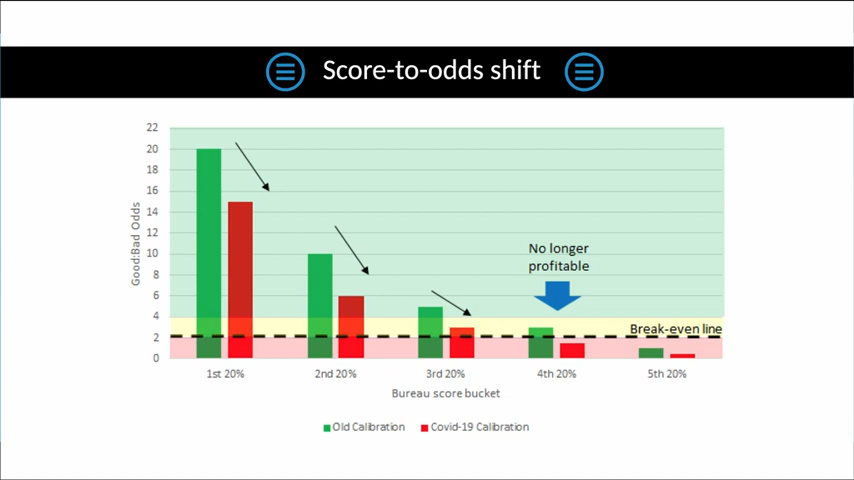 Score-to-odds shift
22
20
18
16
14
12
10
8
6
4
2
0
Good:Bad Odds
No longer
profitable
Break-even line
1st 20%
2nd 20%
3rd 20%
4th 20%
5th 20%
Bureau score bucket
Old Calibration
Covid-19 Calibration